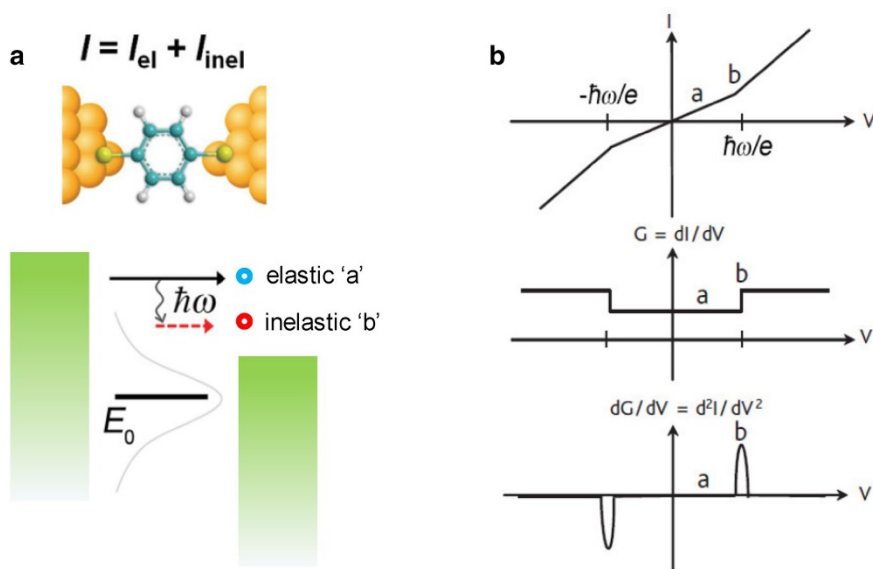 a
I = I_el + I_inel
elastic 'a'
ħω
inelastic 'b'
E_0
b
I
b
a
-ħω/e
V
ħω/e
G = dI/dV
b
a
V
dG/dV = d²I/dV²
b
a
V